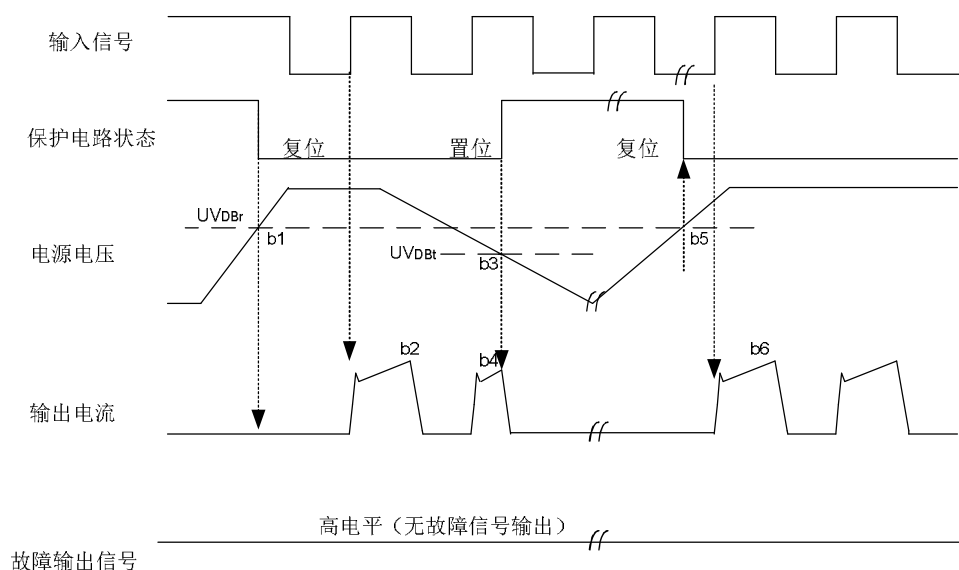 输入信号
保护电路状态
复位
置位
复位
UVDBr
b1
b5
电源电压
UVDBt
b3
b2
b4
b6
输出电流
高电平（无故障信号输出）
故障输出信号